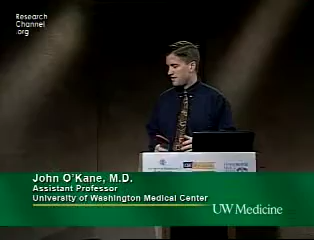 Research
Channel
.org
John O'Kane, M.D.
Assistant Professor
University of Washington Medical Center
UW Medicine